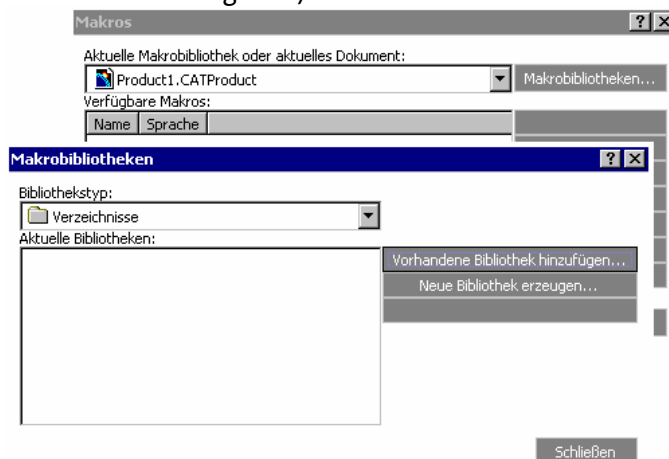 Makros
Aktuelle Makrobibliothek oder aktuelles Dokument:
Product1.CATProduct
Makrobibliotheken...
Verfügbare Makros:
Name Sprache
Makrobibliotheken
Bibliothekstyp:
Verzeichnisse
Aktuelle Bibliotheken:
Vorhandene Bibliothek hinzufügen...
Neue Bibliothek erzeugen...
Schließen